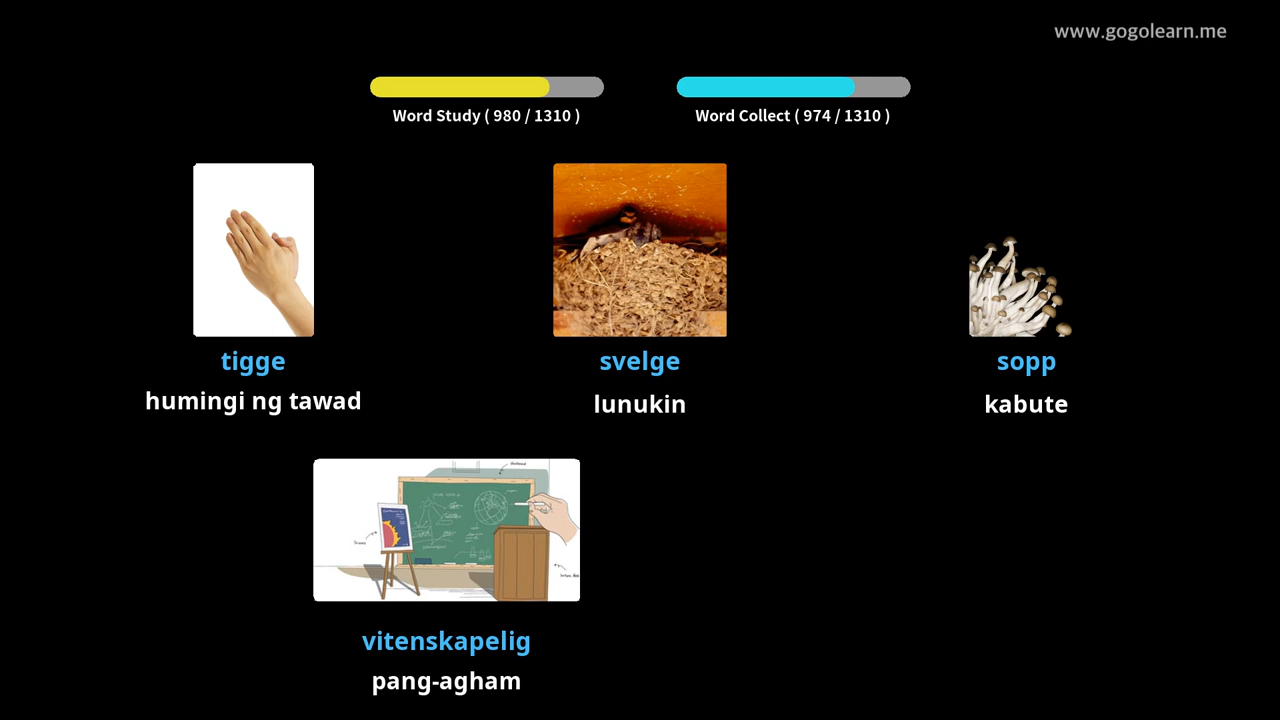 www.gogolearn.me
Word Study ( 980 / 1310 )
Word Collect ( 974 / 1310 )
tigge
humingi ng tawad
svelge
lunukin
sopp
kabute
vitenskapelig
pang-agham